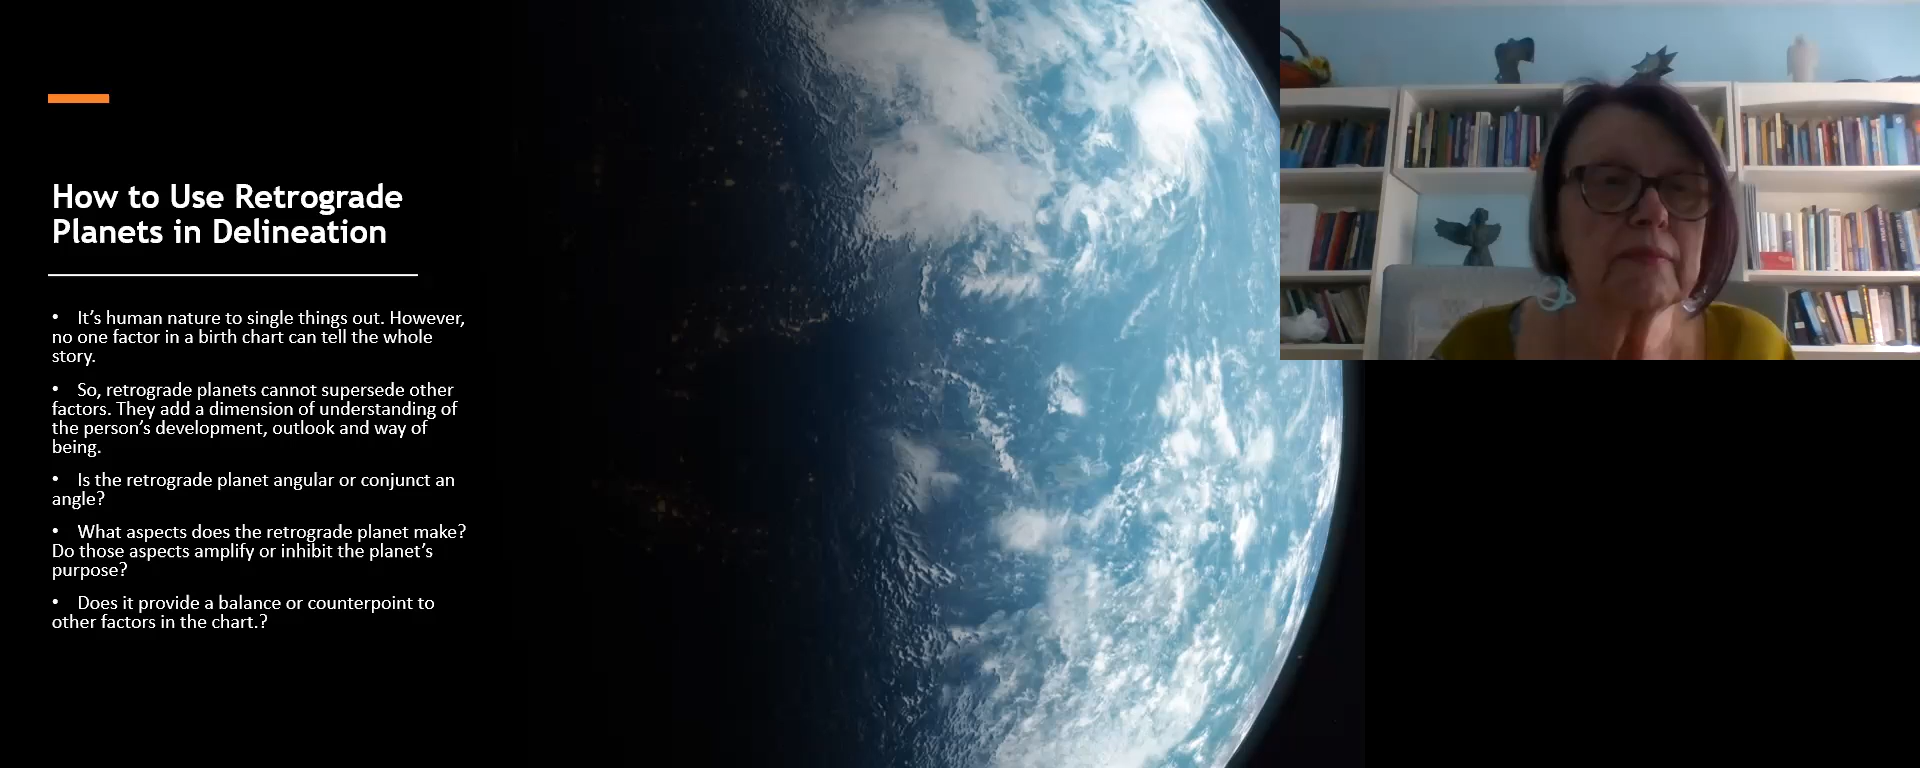 How to Use Retrograde
Planets in Delineation
• It's human nature to single things out. However,
no one factor in a birth chart can tell the whole
story.
• So, retrograde planets cannot supersede other
factors. They add a dimension of understanding of
the person's development, outlook and way of
being.
• Is the retrograde planet angular or conjunct an
angle?
• What aspects does the retrograde planet make?
Do those aspects amplify or inhibit the planet's
purpose?
• Does it provide a balance or counterpoint to
other factors in the chart.?